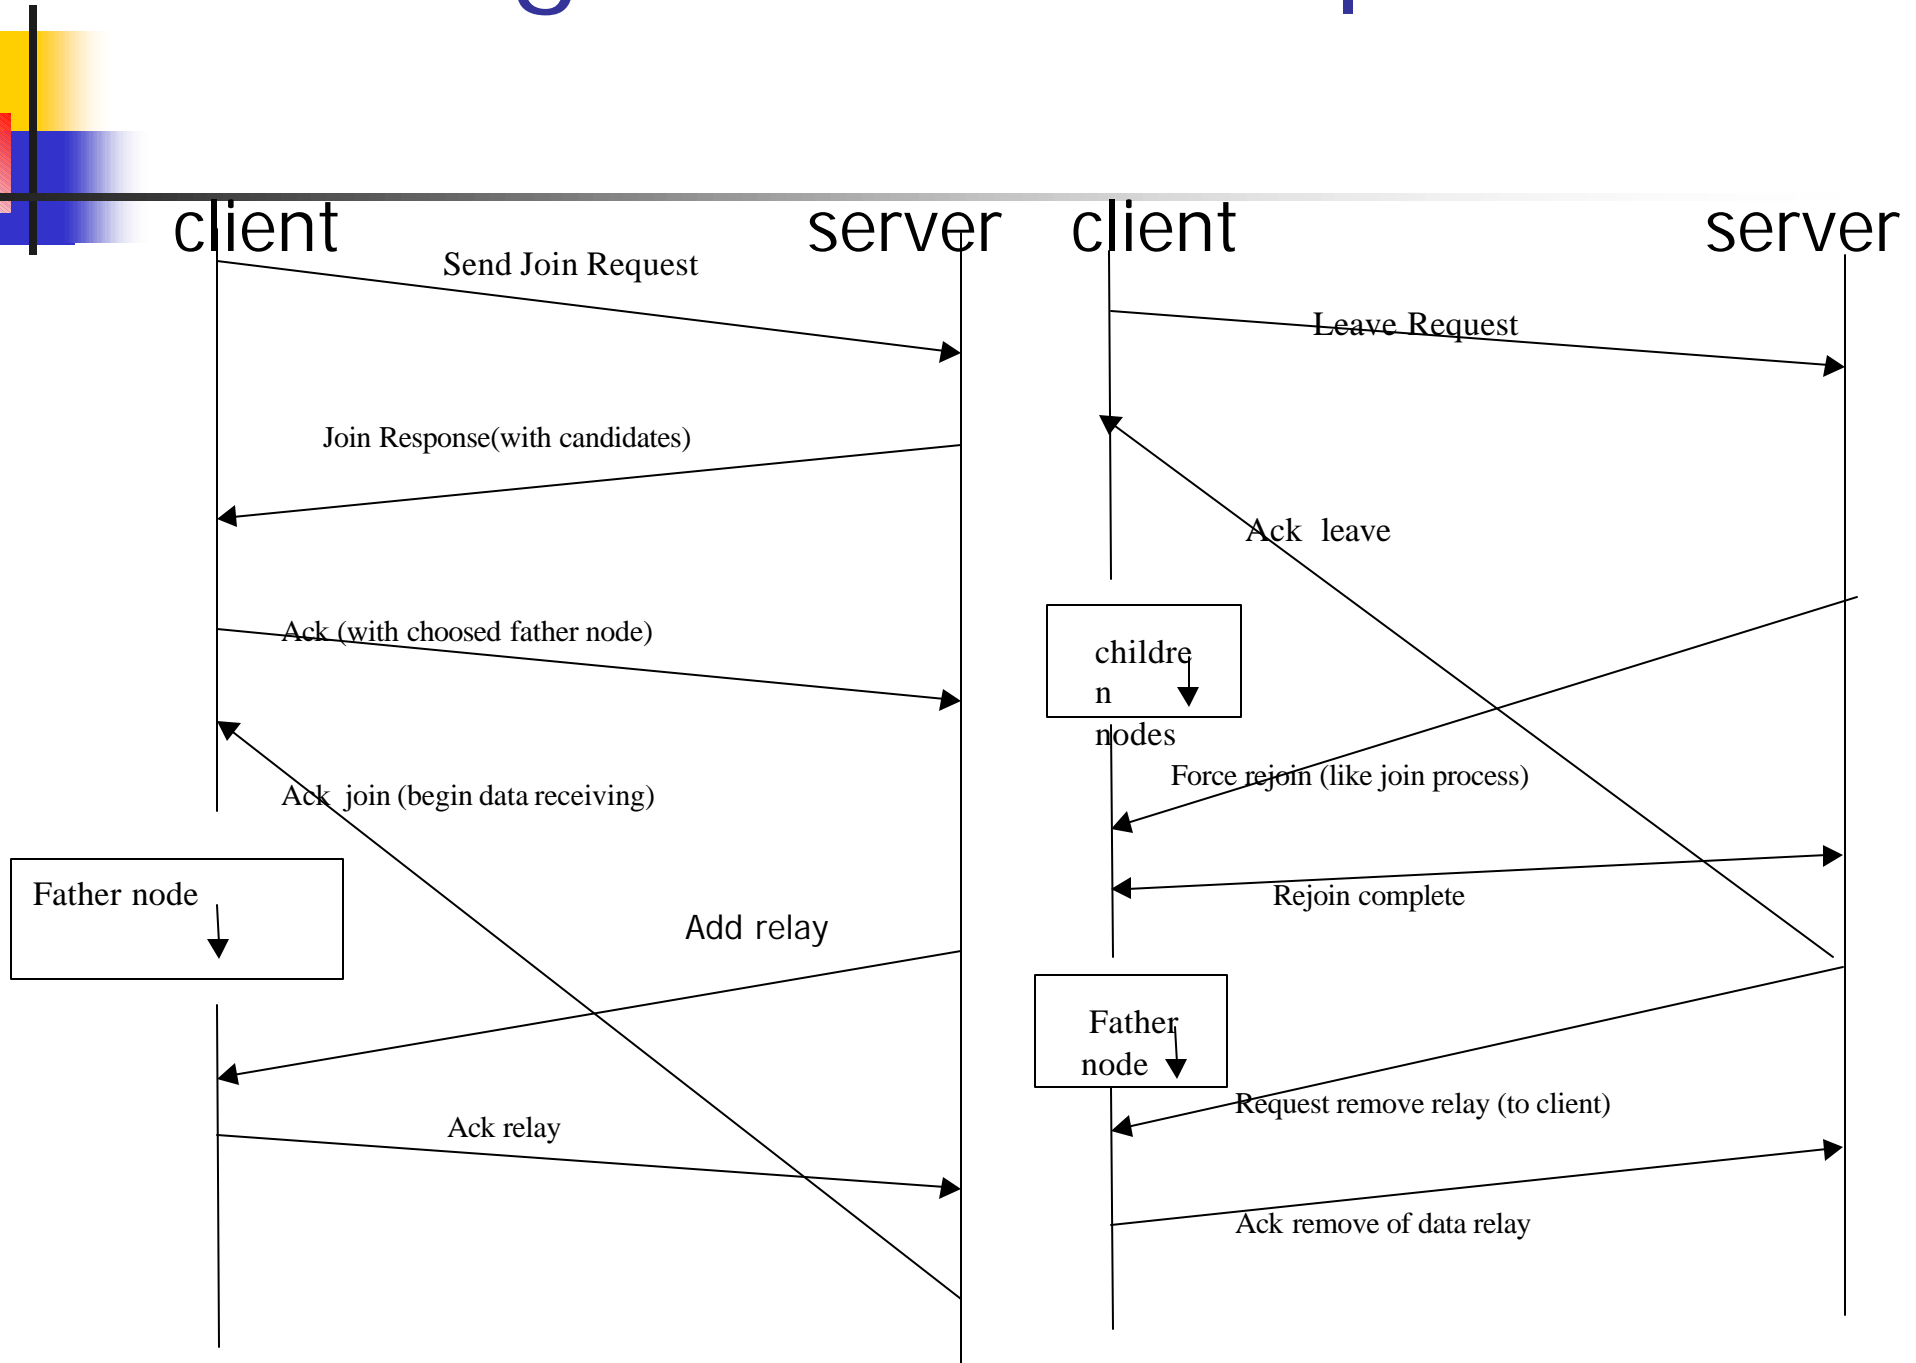 client
server
Send Join Request
Join Response(with candidates)
Ack (with choosed father node)
Ack join (begin data receiving)
Father node
Add relay
Ack relay
client
server
Leave Request
Ack leave
childre
n
nodes
Force rejoin (like join process)
Rejoin complete
Father
node
Request remove relay (to client)
Ack remove of data relay